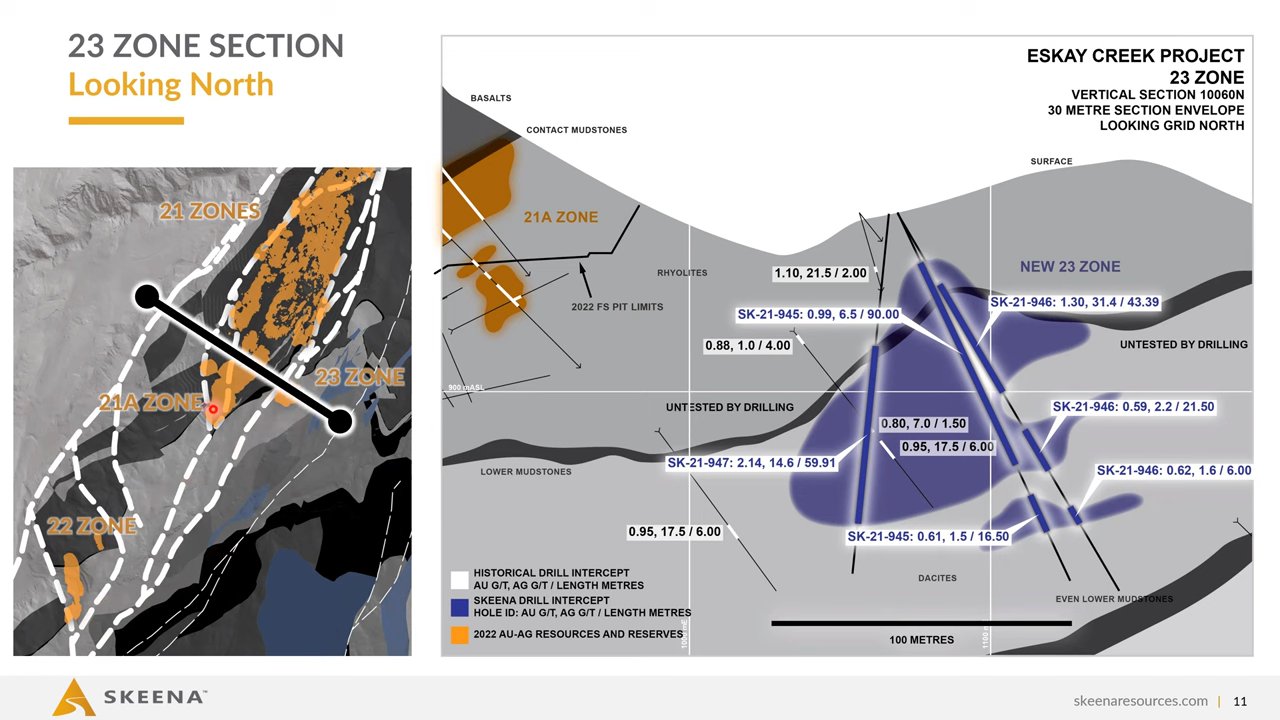 23 ZONE SECTION
Looking North
21 ZONES
23 ZONE
21A ZONE
22 ZONE
ESKAY CREEK PROJECT
23 ZONE
VERTICAL SECTION 10060N
30 METRE SECTION ENVELOPE
LOOKING GRID NORTH
BASALTS
CONTACT MUDSTONES
SURFACE
21A ZONE
RHYOLITES
2022 FS PIT LIMITS
1.10, 21.5 / 2.00
NEW 23 ZONE
SK-21-946: 1.30, 31.4 / 43.39
SK-21-945: 0.99, 6.5 / 90.00
0.88, 1.0 / 4.00
UNTESTED BY DRILLING
900 mASL
UNTESTED BY DRILLING
SK-21-946: 0.59, 2.2 / 21.50
0.80, 7.0 / 1.50
0.95, 17.5 / 6.00
SK-21-947: 2.14, 14.6 / 59.91
LOWER MUDSTONES
SK-21-946: 0.62, 1.6 / 6.00
0.95, 17.5 / 6.00
SK-21-945: 0.61, 1.5 / 16.50
DACITES
EVEN LOWER MUDSTONES
HISTORICAL DRILL INTERCEPT
AU G/T, AG G/T / LENGTH METRES
SKEENA DRILL INTERCEPT
HOLE ID: AU G/T, AG G/T / LENGTH METRES
2022 AU-AG RESOURCES AND RESERVES
100 METRES
SKEENA™
skeenaresources.com | 11